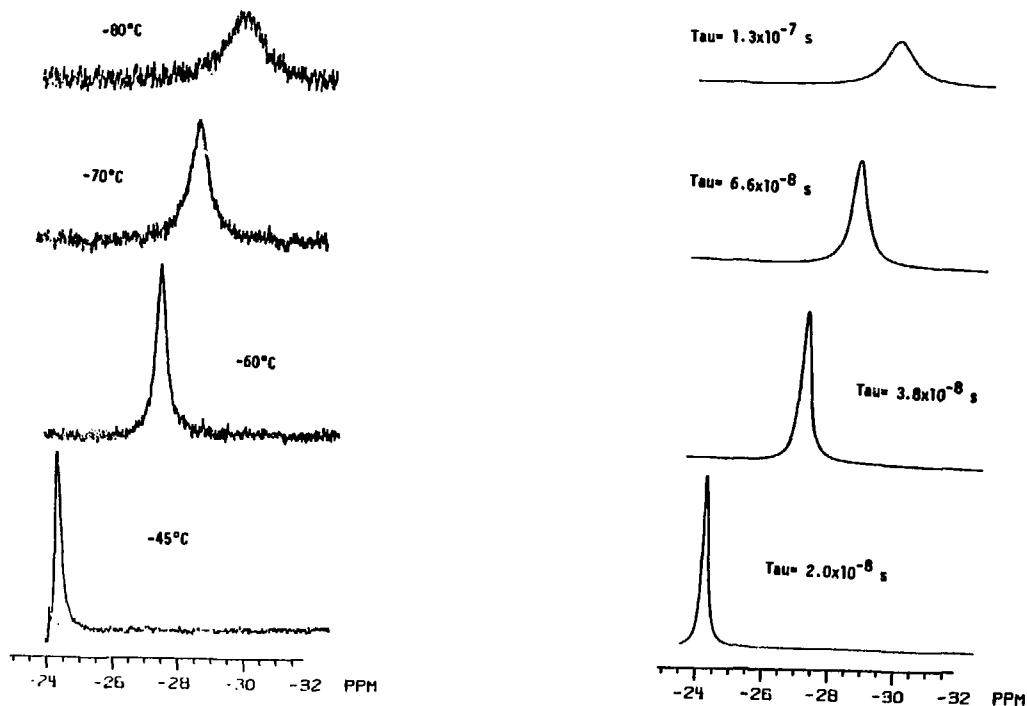 -80°C
-70°C
-60°C
-45°C
-24 -26 -28 -30 -32 PPM
Tau= 1.3x10-7 s
Tau= 6.6x10-8 s
Tau= 3.8x10-8 s
Tau= 2.0x10-8 s
-24 -26 -28 -30 -32 PPM